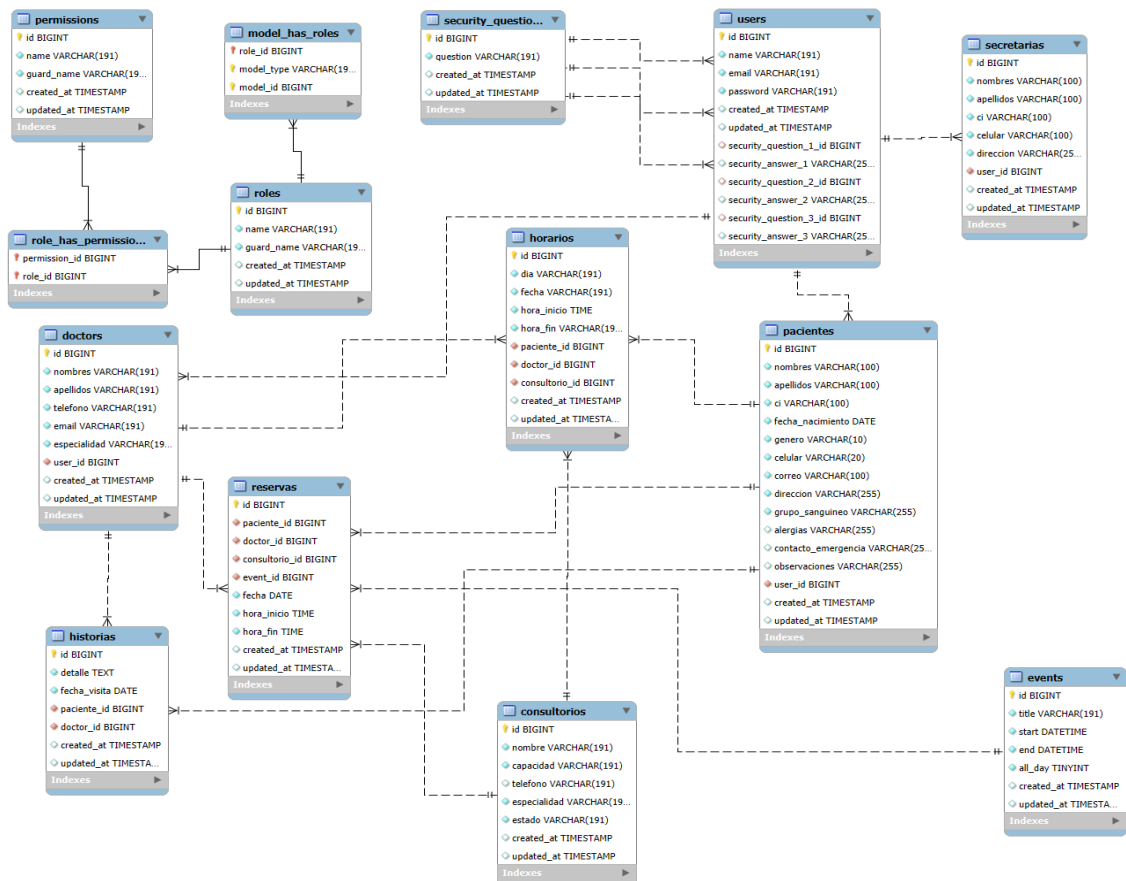 permissions
id BIGINT
name VARCHAR(191)
guard_name VARCHAR(19...
created_at TIMESTAMP
updated_at TIMESTAMP
Indexes
model_has_roles
role_id BIGINT
model_type VARCHAR(19...
model_id BIGINT
Indexes
security_questio...
id BIGINT
question VARCHAR(191)
created_at TIMESTAMP
updated_at TIMESTAMP
Indexes
users
id BIGINT
name VARCHAR(191)
email VARCHAR(191)
password VARCHAR(191)
created_at TIMESTAMP
updated_at TIMESTAMP
security_question_1_id BIGINT
security_answer_1 VARCHAR(25...
security_question_2_id BIGINT
security_answer_2 VARCHAR(25...
security_question_3_id BIGINT
security_answer_3 VARCHAR(25...
Indexes
secretarias
id BIGINT
nombres VARCHAR(100)
apellidos VARCHAR(100)
ci VARCHAR(100)
celular VARCHAR(100)
direccion VARCHAR(25...
user_id BIGINT
created_at TIMESTAMP
updated_at TIMESTAMP
Indexes
role_has_permissio...
permission_id BIGINT
role_id BIGINT
Indexes
roles
id BIGINT
name VARCHAR(191)
guard_name VARCHAR(19...
created_at TIMESTAMP
updated_at TIMESTAMP
Indexes
horarios
id BIGINT
dia VARCHAR(191)
fecha VARCHAR(191)
hora_inicio TIME
hora_fin VARCHAR(19...
paciente_id BIGINT
doctor_id BIGINT
consultorio_id BIGINT
created_at TIMESTAMP
updated_at TIMESTAM...
Indexes
doctors
id BIGINT
nombres VARCHAR(191)
apellidos VARCHAR(191)
telefono VARCHAR(191)
email VARCHAR(191)
especialidad VARCHAR(19...
user_id BIGINT
created_at TIMESTAMP
updated_at TIMESTAMP
Indexes
pacientes
id BIGINT
nombres VARCHAR(100)
apellidos VARCHAR(100)
ci VARCHAR(100)
fecha_nacimiento DATE
genero VARCHAR(10)
celular VARCHAR(20)
correo VARCHAR(100)
direccion VARCHAR(255)
grupo_sanguineo VARCHAR(255)
alergias VARCHAR(255)
contacto_emergencia VARCHAR(25...
observaciones VARCHAR(255)
user_id BIGINT
created_at TIMESTAMP
updated_at TIMESTAMP
Indexes
reservas
id BIGINT
paciente_id BIGINT
doctor_id BIGINT
consultorio_id BIGINT
event_id BIGINT
fecha DATE
hora_inicio TIME
hora_fin TIME
created_at TIMESTAMP
updated_at TIMESTA...
Indexes
historias
id BIGINT
detalle TEXT
fecha_visita DATE
paciente_id BIGINT
doctor_id BIGINT
created_at TIMESTAMP
updated_at TIMESTA...
Indexes
consultorios
id BIGINT
nombre VARCHAR(191)
capacidad VARCHAR(191)
telefono VARCHAR(191)
especialidad VARCHAR(19...
estado VARCHAR(191)
created_at TIMESTAMP
updated_at TIMESTAMP
Indexes
events
id BIGINT
title VARCHAR(191)
start DATETIME
end DATETIME
all_day TINYINT
created_at TIMESTAMP
updated_at TIMESTA...
Indexes